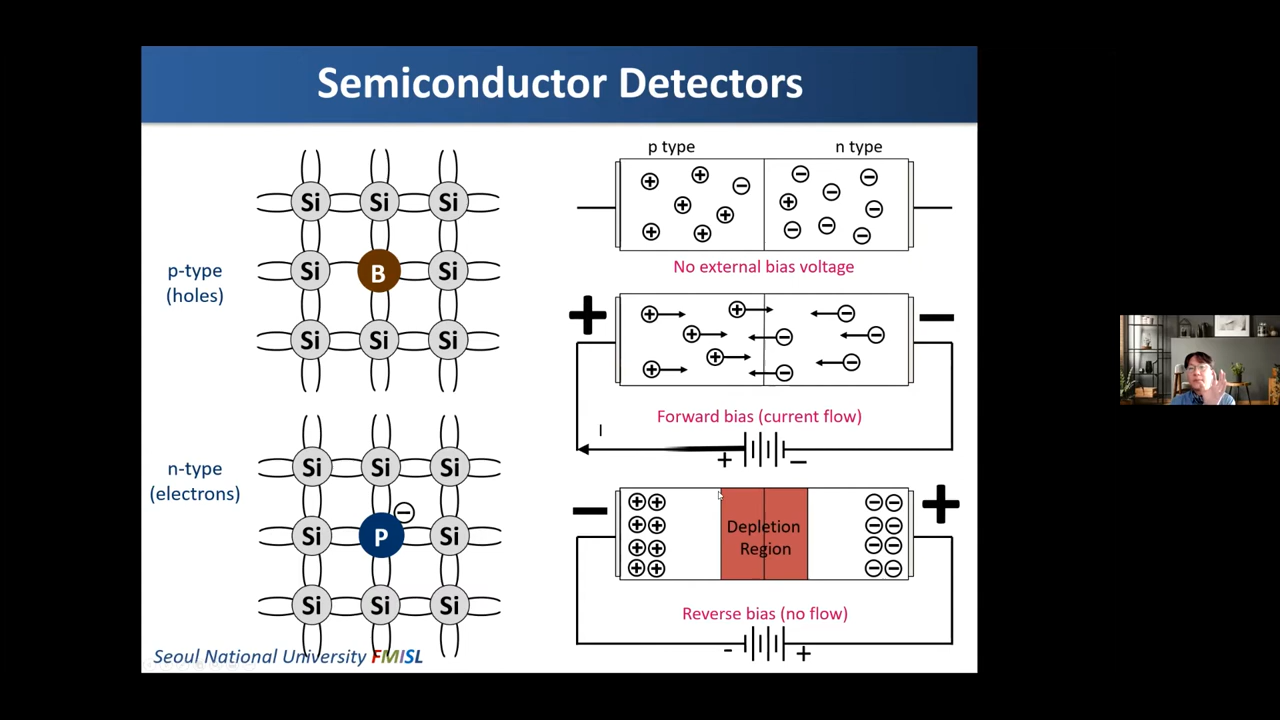 Semiconductor Detectors
p-type
(holes)
Si Si Si
Si B Si
Si Si Si
n-type
(electrons)
Si Si Si
Si P Si
Si Si Si
p type n type
No external bias voltage
+ −
Forward bias (current flow)
I
+ −
− +
Depletion
Region
Reverse bias (no flow)
- +
Seoul National University FMISL